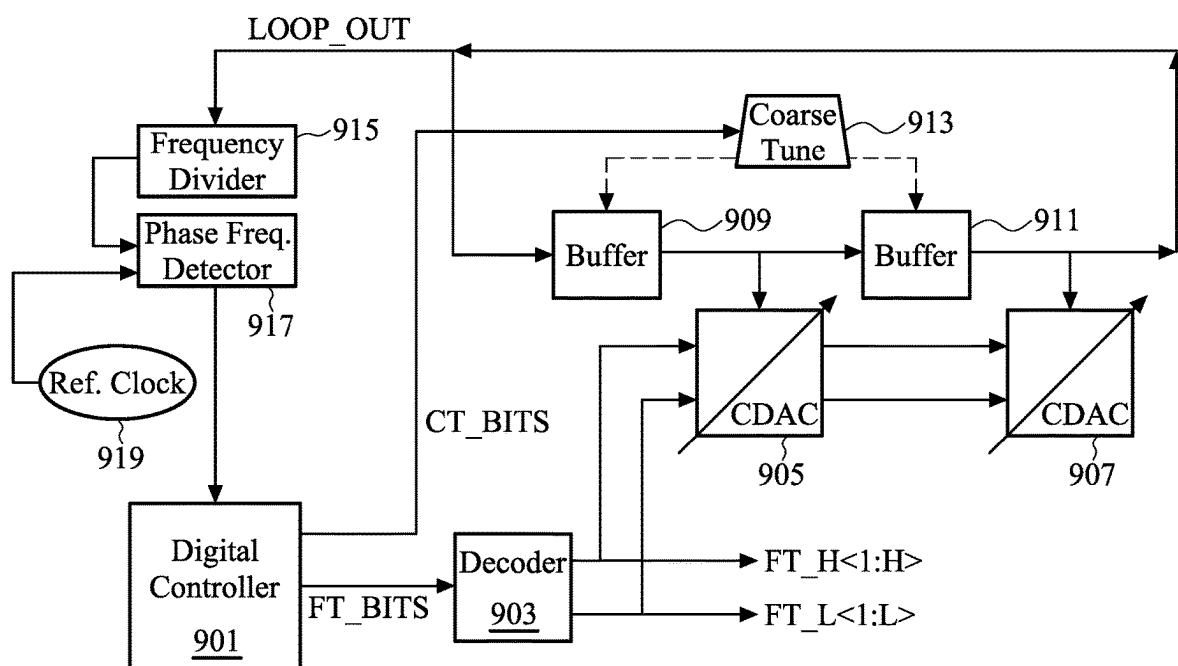 LOOP_OUT
Frequency
Divider
915
Coarse
Tune
913
Phase Freq.
Detector
917
Buffer
909
Buffer
911
Ref. Clock
919
CT_BITS
CDAC
905
CDAC
907
Digital
Controller
901
FT_BITS
Decoder
903
FT_H<1:H>
FT_L<1:L>